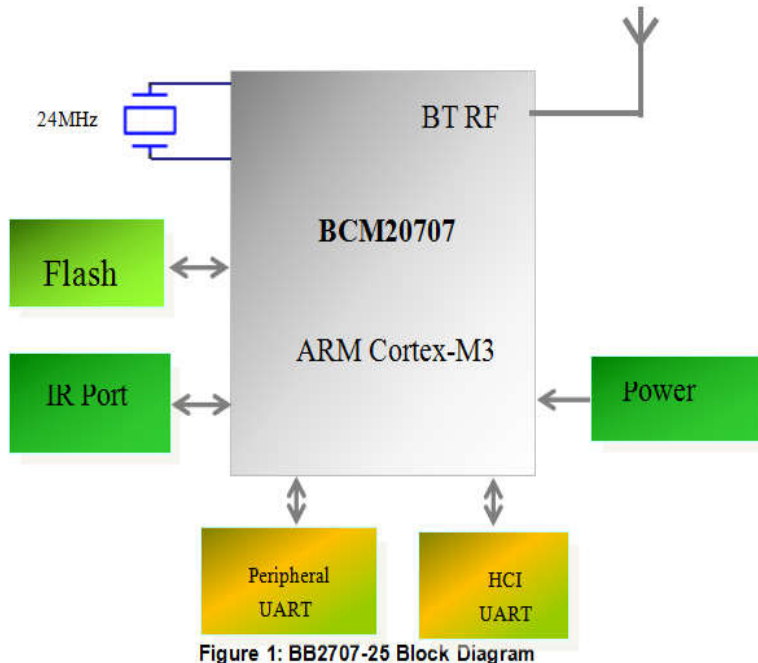 24MHz
BT RF
BCM20707
Flash
ARM Cortex-M3
IR Port
Power
Peripheral
UART
HCI
UART
Figure 1: BB2707-25 Block Diagram